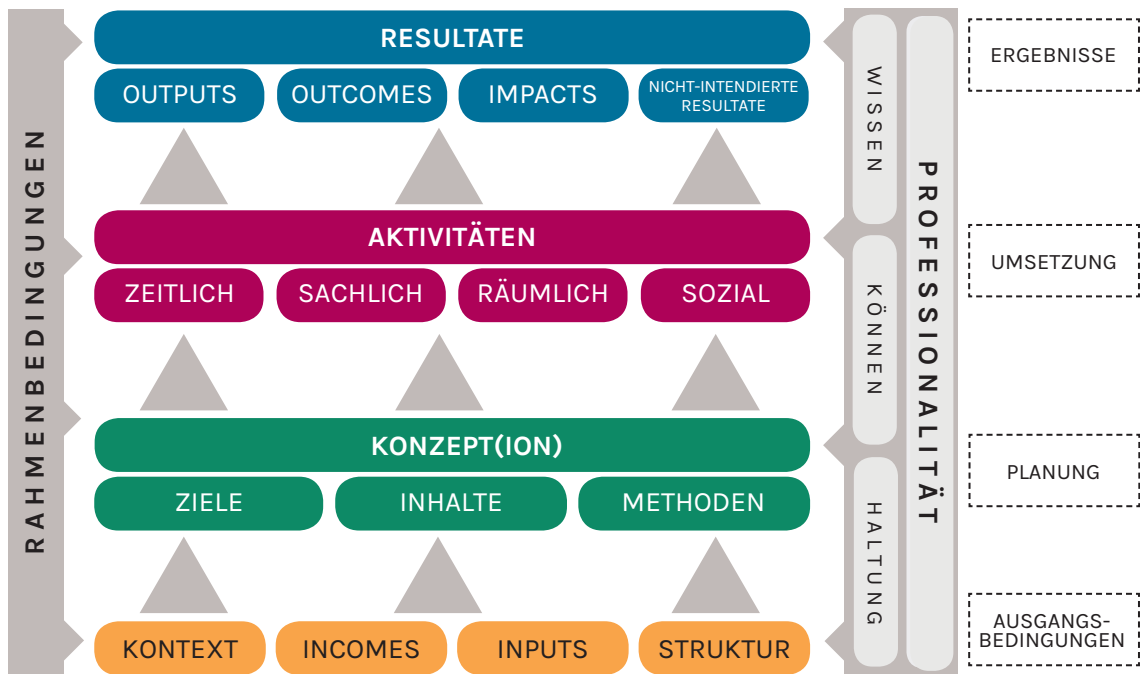 RAHMENBEDINGUNGEN
RESULTATE
OUTPUTS
OUTCOMES
IMPACTS
NICHT-INTENDIERTE
RESULTATE
AKTIVITÄTEN
ZEITLICH
SACHLICH
RÄUMLICH
SOZIAL
KONZEPT(ION)
ZIELE
INHALTE
METHODEN
KONTEXT
INCOMES
INPUTS
STRUKTUR
WISSEN
KÖNNEN
HALTUNG
PROFESSIONALITÄT
ERGEBNISSE
UMSETZUNG
PLANUNG
AUSGANGS-
BEDINGUNGEN